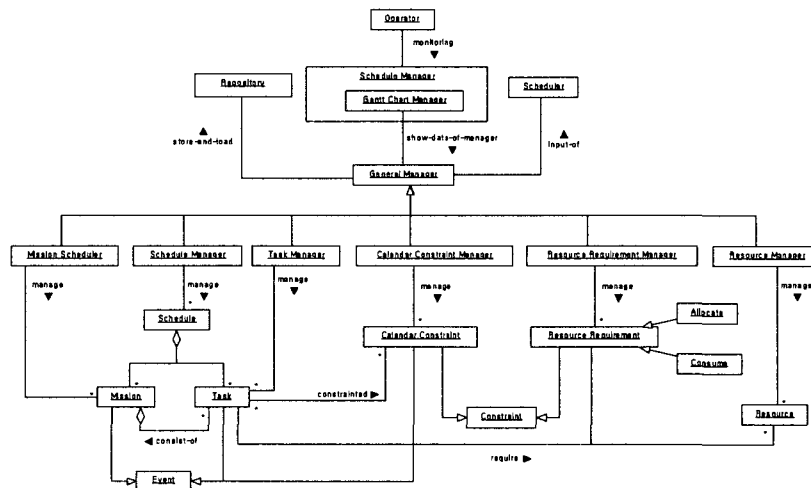 Operator
monitoring
Schedule Manager
Gantt Chart Manager
Repository
Scheduler
store-end-load
show-data-of-manager
Input-of
General Manager
Mission Scheduler
Schedule Manager
Task Manager
Calendar Constraint Manager
Resource Requirement Manager
Resource Manager
manage
manage
manage
manage
manage
manage
Schedule
Calendar Constraint
Resource Requirement
Allocate
Consume
Mission
Task
constrainted
Constraint
Resource
consist-of
require
Event